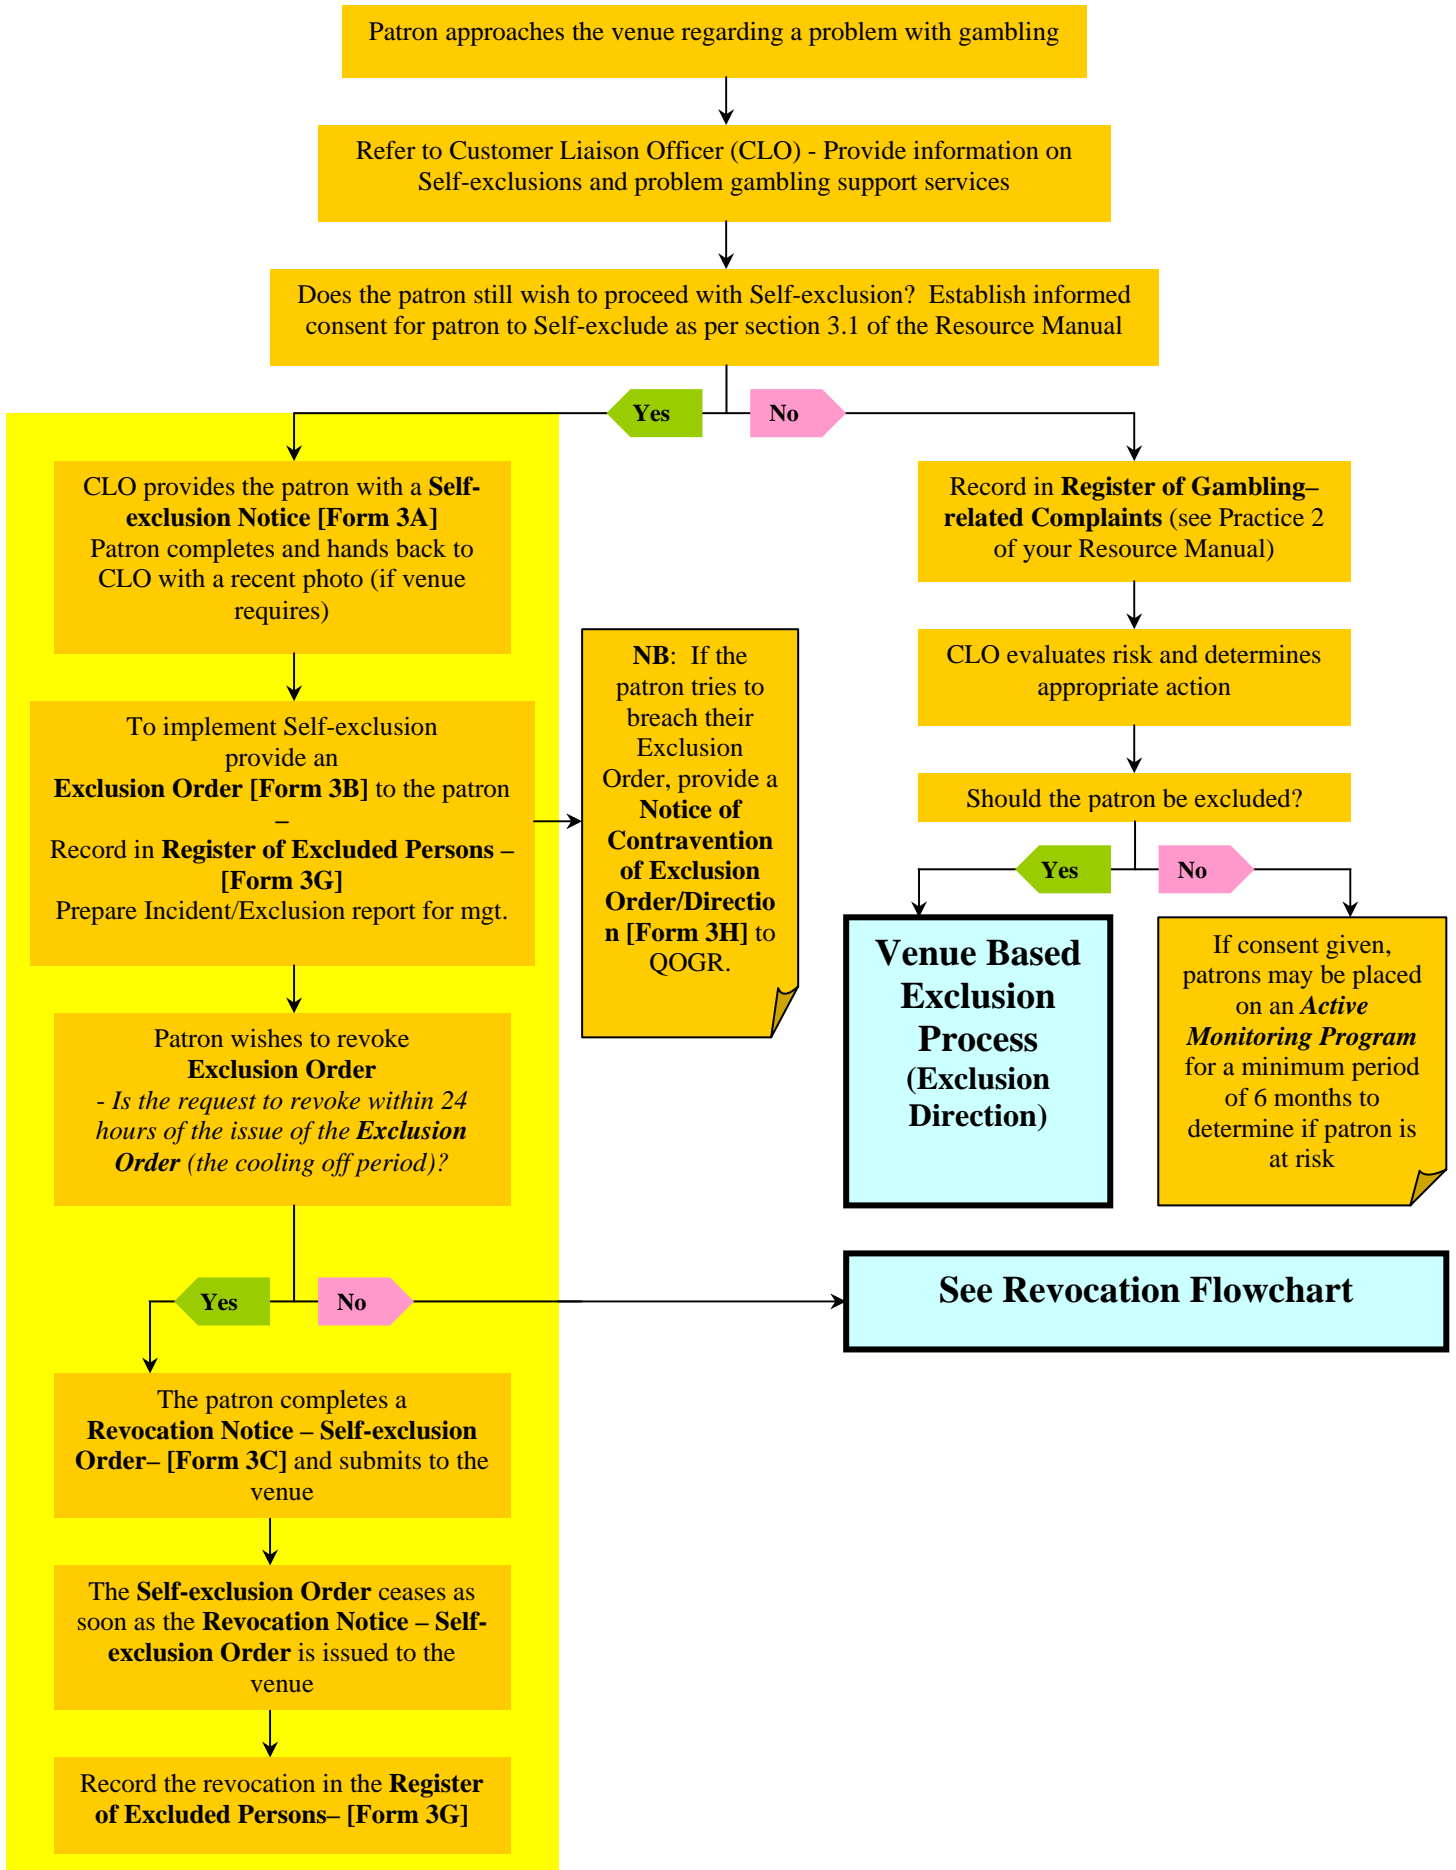 Patron approaches the venue regarding a problem with gambling
Refer to Customer Liaison Officer (CLO) - Provide information on
Self-exclusions and problem gambling support services
Does the patron still wish to proceed with Self-exclusion?  Establish informed
consent for patron to Self-exclude as per section 3.1 of the Resource Manual
Yes
No
CLO provides the patron with a Self-
exclusion Notice [Form 3A]
Patron completes and hands back to
CLO with a recent photo (if venue
requires)
To implement Self-exclusion
provide an
Exclusion Order [Form 3B] to the patron
–
Record in Register of Excluded Persons –
[Form 3G]
Prepare Incident/Exclusion report for mgt.
NB:  If the
patron tries to
breach their
Exclusion
Order, provide a
Notice of
Contravention
of Exclusion
Order/Directio
n [Form 3H] to
QOGR.
Patron wishes to revoke
Exclusion Order
- Is the request to revoke within 24
hours of the issue of the Exclusion
Order (the cooling off period)?
Yes
No
The patron completes a
Revocation Notice – Self-exclusion
Order– [Form 3C] and submits to the
venue
The Self-exclusion Order ceases as
soon as the Revocation Notice – Self-
exclusion Order is issued to the
venue
Record the revocation in the Register
of Excluded Persons– [Form 3G]
Record in Register of Gambling–
related Complaints (see Practice 2
of your Resource Manual)
CLO evaluates risk and determines
appropriate action
Should the patron be excluded?
Yes
No
Venue Based
Exclusion
Process
(Exclusion
Direction)
If consent given,
patrons may be placed
on an Active
Monitoring Program
for a minimum period
of 6 months to
determine if patron is
at risk
See Revocation Flowchart